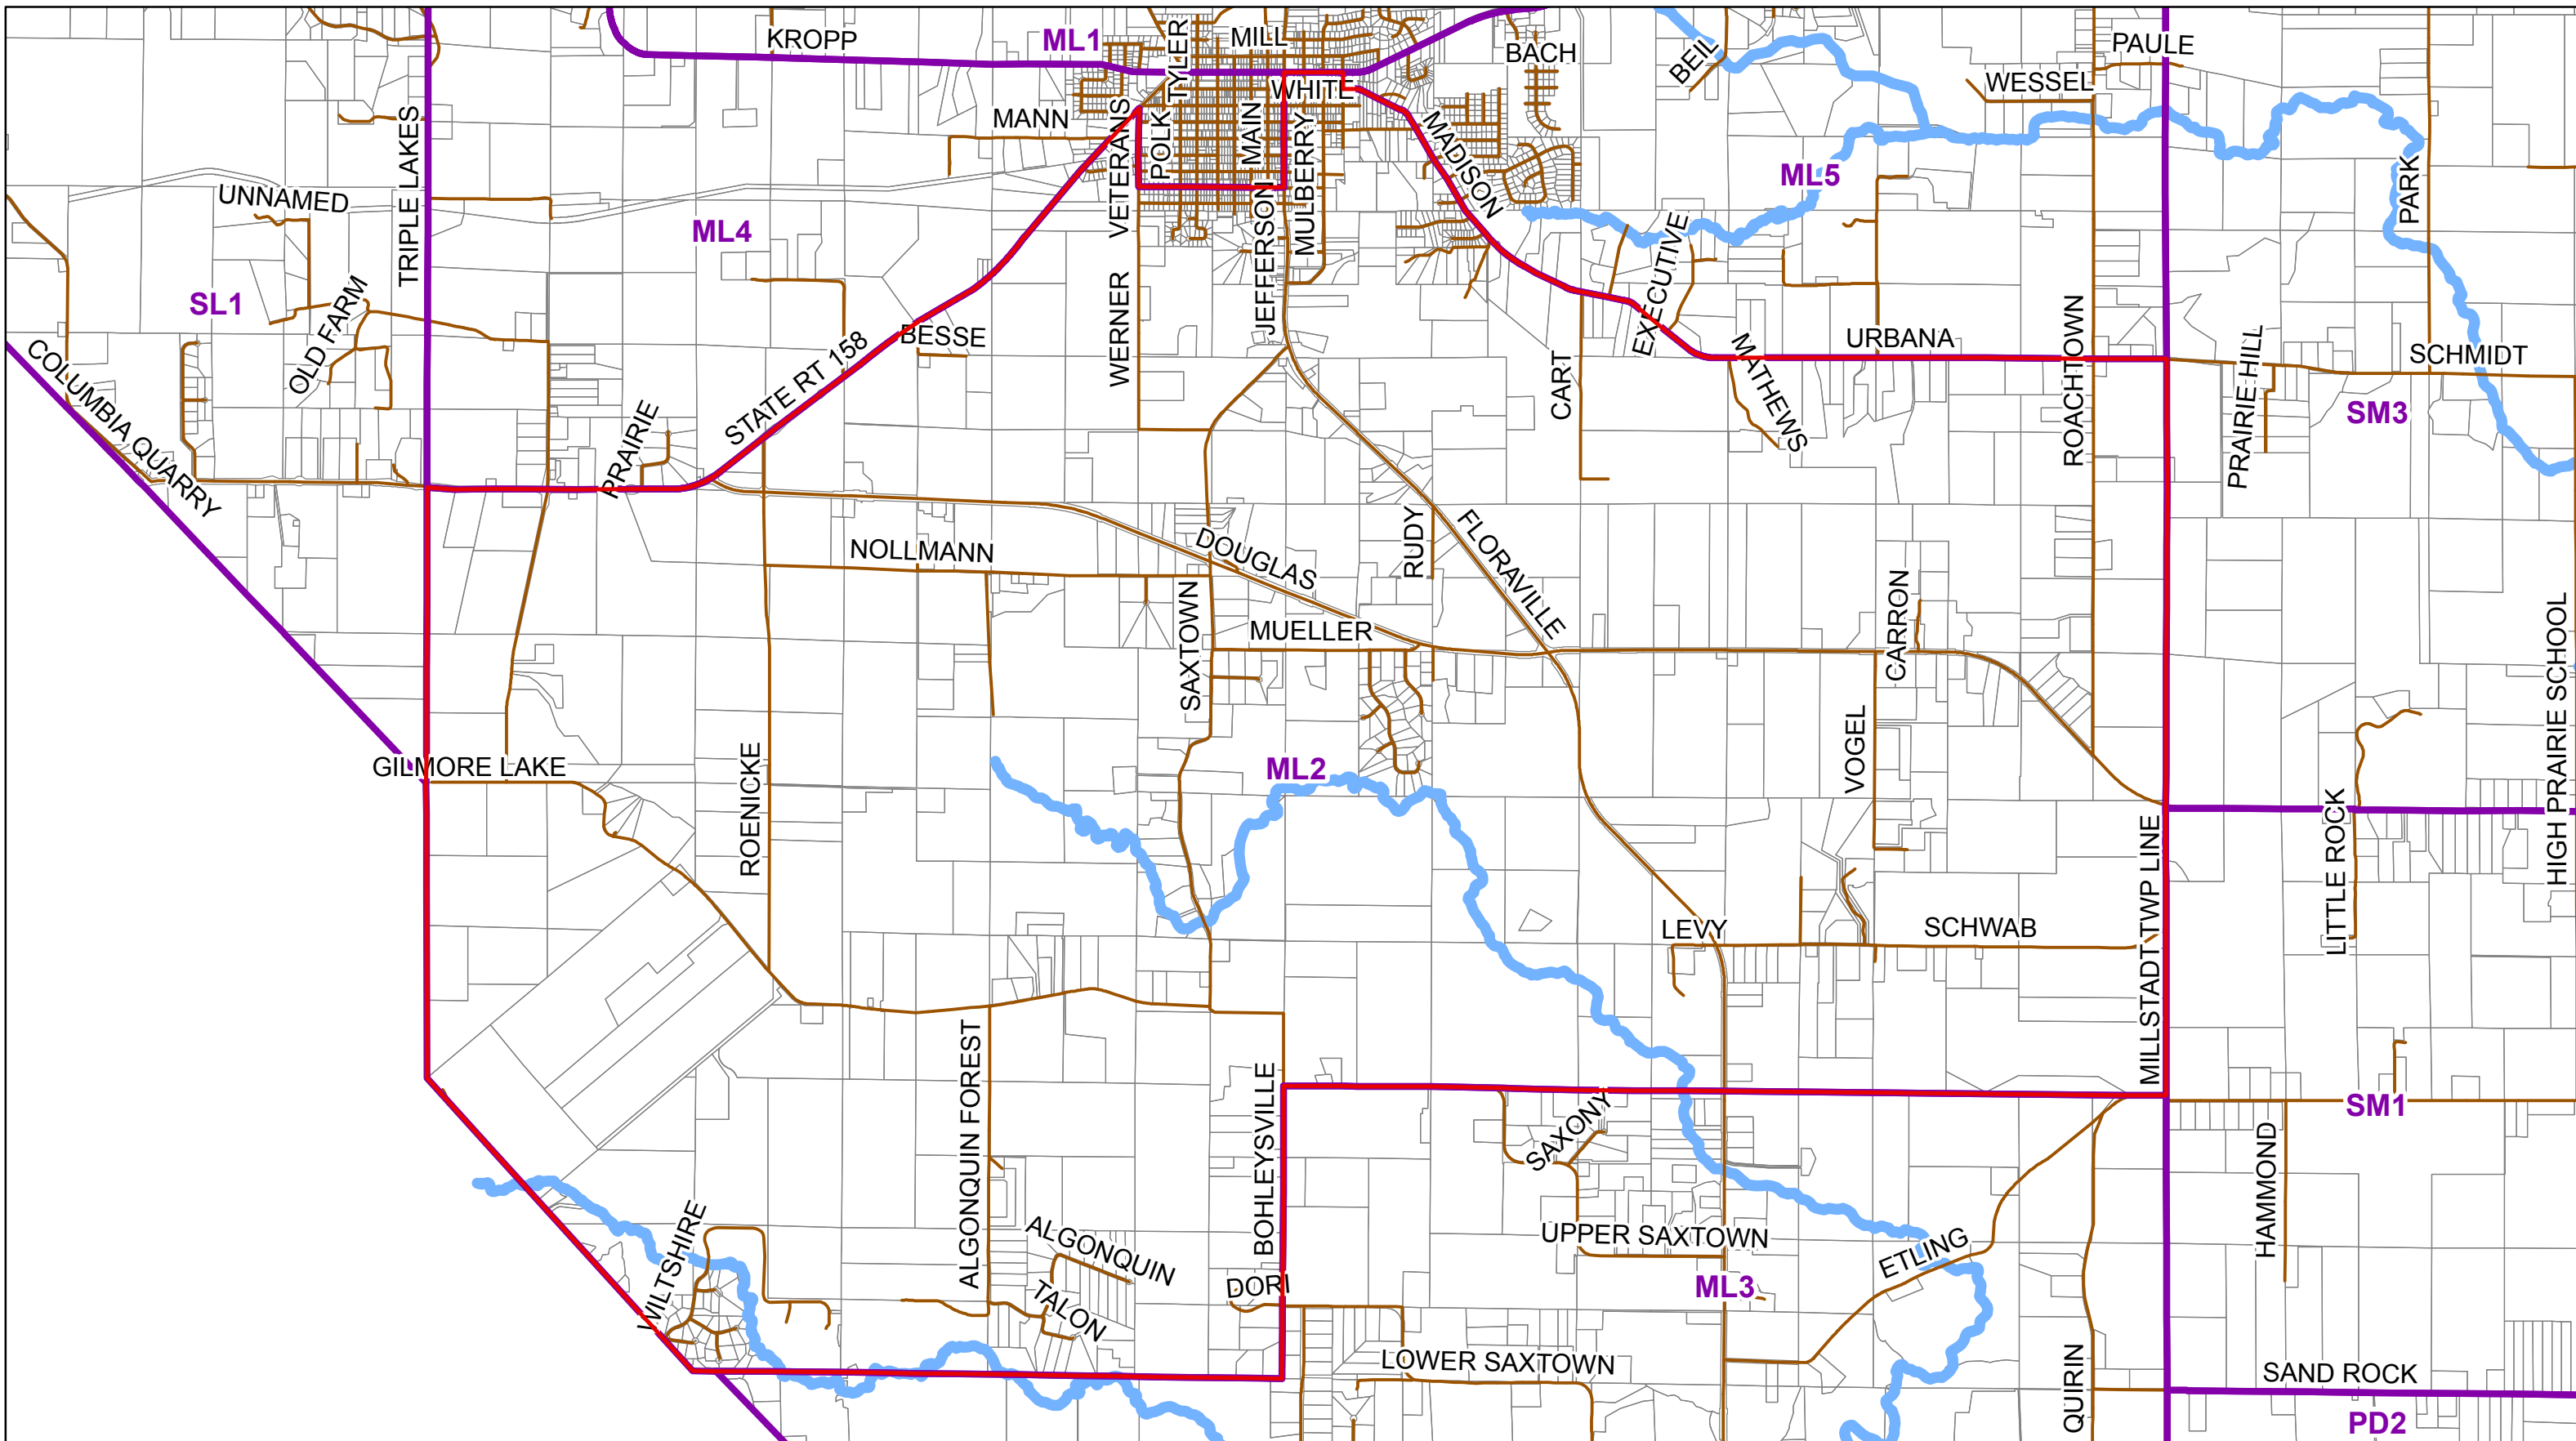 KROPP
ML1
TYLER
MILL
BACH
BEIL
PAULE
WESSEL
WHITE
MANN
VETERANS
POLK
MAIN
MULBERRY
MADISON
TRIPLE LAKES
UNNAMED
ML4
ML5
PARK
SL1
OLD FARM
JEFFERSON
EXECUTIVE
WERNER
BESSE
STATE RT 158
COLUMBIA QUARRY
PRAIRIE
CART
MATHEWS
URBANA
ROACHTOWN
PRAIRIE HILL
SCHMIDT
SM3
NOLLMANN
DOUGLAS
RUDY
FLORAVILLE
SAXTOWN
MUELLER
CARRON
HIGH PRAIRIE SCHOOL
GILMORE LAKE
ROENICKE
ML2
VOGEL
LITTLE ROCK
LEVY
SCHWAB
MILLSTADT TWP LINE
ALGONQUIN FOREST
BOHLEYSVILLE
SAXONY
SM1
HAMMOND
WILTSHIRE
ALGONQUIN
TALON
DORI
UPPER SAXTOWN
ML3
ETLING
LOWER SAXTOWN
QUIRIN
SAND ROCK
PD2